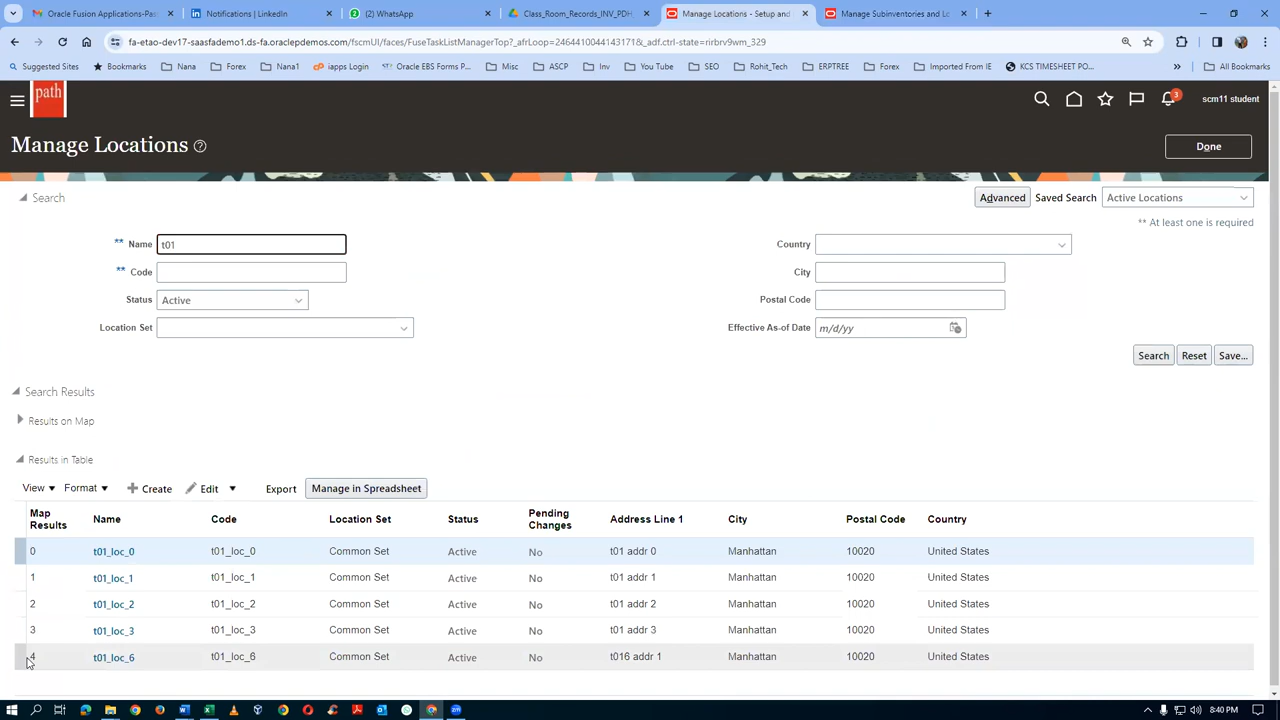 Oracle Fusion Applications-Pas
Notifications | LinkedIn
(2) WhatsApp
Class_Room_Records_INV_PDH_
Manage Locations - Setup and
Manage Subinventories and Lo
fa-etao-dev17-saasfademo1.ds-fa.oraclepdemos.com/fscmUI/faces/FuseTaskListManagerTop?_afrLoop=2464410044143171&_adf.ctrl-state=rirbrv9wm_329
Suggested Sites
Bookmarks
Nana
Forex
Nana1
iapps Login
Oracle EBS Forms P...
Misc
ASCP
Inv
You Tube
SEO
Rohit_Tech
ERPTREE
Forex
Imported From IE
KCS TIMESHEET PO...
»
All Bookmarks
path
3
scm11 student
Manage Locations
Done
Search
Advanced
Saved Search
Active Locations
** At least one is required
** Name t01
Country
** Code
City
Status Active
Postal Code
Location Set
Effective As-of Date m/d/yy
Search Reset Save...
Search Results
Results on Map
Results in Table
View Format Create Edit Export Manage in Spreadsheet
Map Results Name Code Location Set Status Pending Changes Address Line 1 City Postal Code Country
0 t01_loc_0 t01_loc_0 Common Set Active No t01 addr 0 Manhattan 10020 United States
1 t01_loc_1 t01_loc_1 Common Set Active No t01 addr 1 Manhattan 10020 United States
2 t01_loc_2 t01_loc_2 Common Set Active No t01 addr 2 Manhattan 10020 United States
3 t01_loc_3 t01_loc_3 Common Set Active No t01 addr 3 Manhattan 10020 United States
4 t01_loc_6 t01_loc_6 Common Set Active No t016 addr 1 Manhattan 10020 United States
8:40 PM